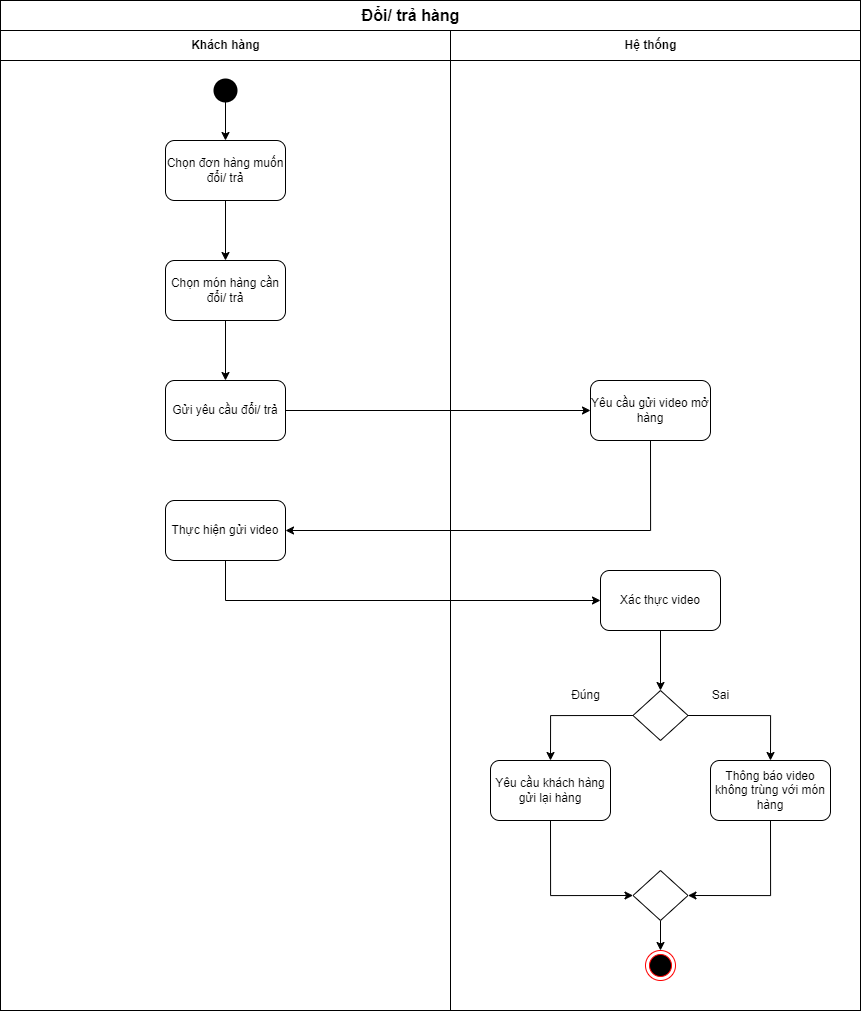 Đổi/ trả hàng
Khách hàng
Hệ thống
Chọn đơn hàng muốn
đổi/ trả
Chọn món hàng cần
đổi/ trả
Gửi yêu cầu đổi/ trả
Yêu cầu gửi video mở
hàng
Thực hiện gửi video
Xác thực video
Đúng
Sai
Yêu cầu khách hàng
gửi lại hàng
Thông báo video
không trùng với món
hàng